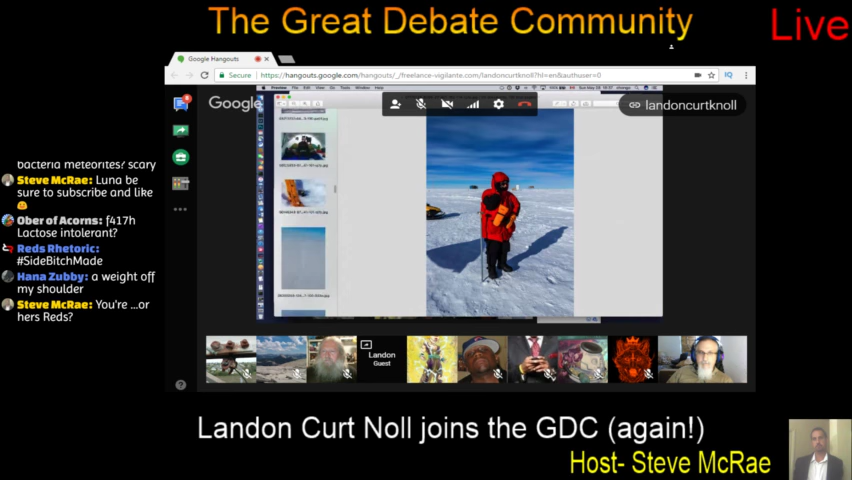 The Great Debate Community
Live
Google Hangouts
Secure
https://hangouts.google.com/hangouts/_/freelance-vigilante.com/landoncurtknoll?hl=en&authuser=0
Google
landoncurtknoll
bacteria meteorites? scary
Steve McRae: Luna be
sure to subscribe and like
Ober of Acorns: ƒ417h
Lactose intolerant?
Reds Rhetoric:
#SideBitchMade
Hana Zubby: a weight off
my shoulder
Steve McRae: You're ...or
hers Reds?
Landon
Guest
Landon Curt Noll joins the GDC (again!)
Host- Steve McRae